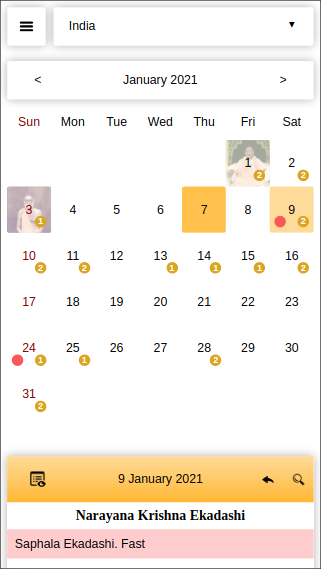 India ▼
< January 2021 >
Sun Mon Tue Wed Thu Fri Sat
1 2 2 2
3 1 4 5 6 7 8 9 2
10 2 11 2 12 13 1 14 1 15 1 16 2
17 18 19 20 21 22 23
24 1 25 1 26 27 28 2 29 30
31 2
9 January 2021
Narayana Krishna Ekadashi
Saphala Ekadashi. Fast